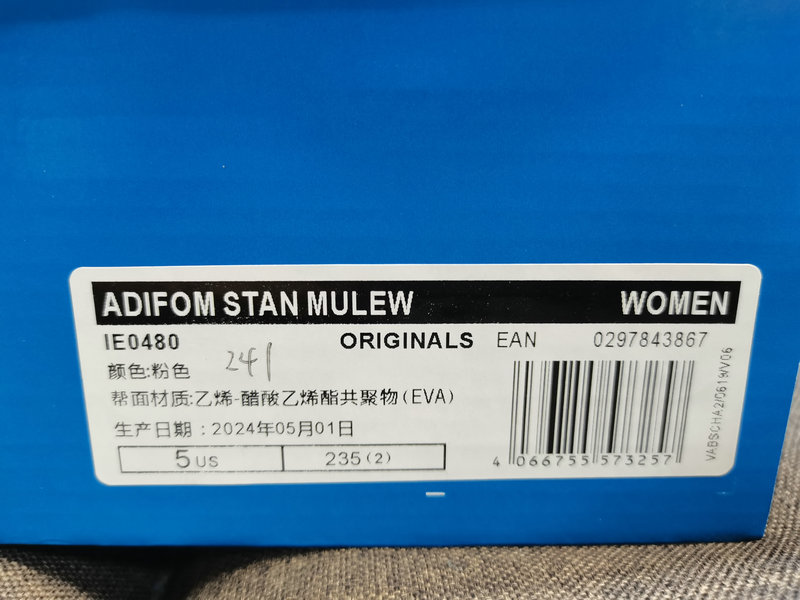 ADIFOM STAN MULEW WOMEN
IE0480 ORIGINALS EAN 0297843867
颜色:粉色 241
帮面材质:乙烯-醋酸乙烯酯共聚物(EVA)
生产日期:2024年05月01日
5 US 235(2)
4 066755 573257
VABSCHA2/0619/V06